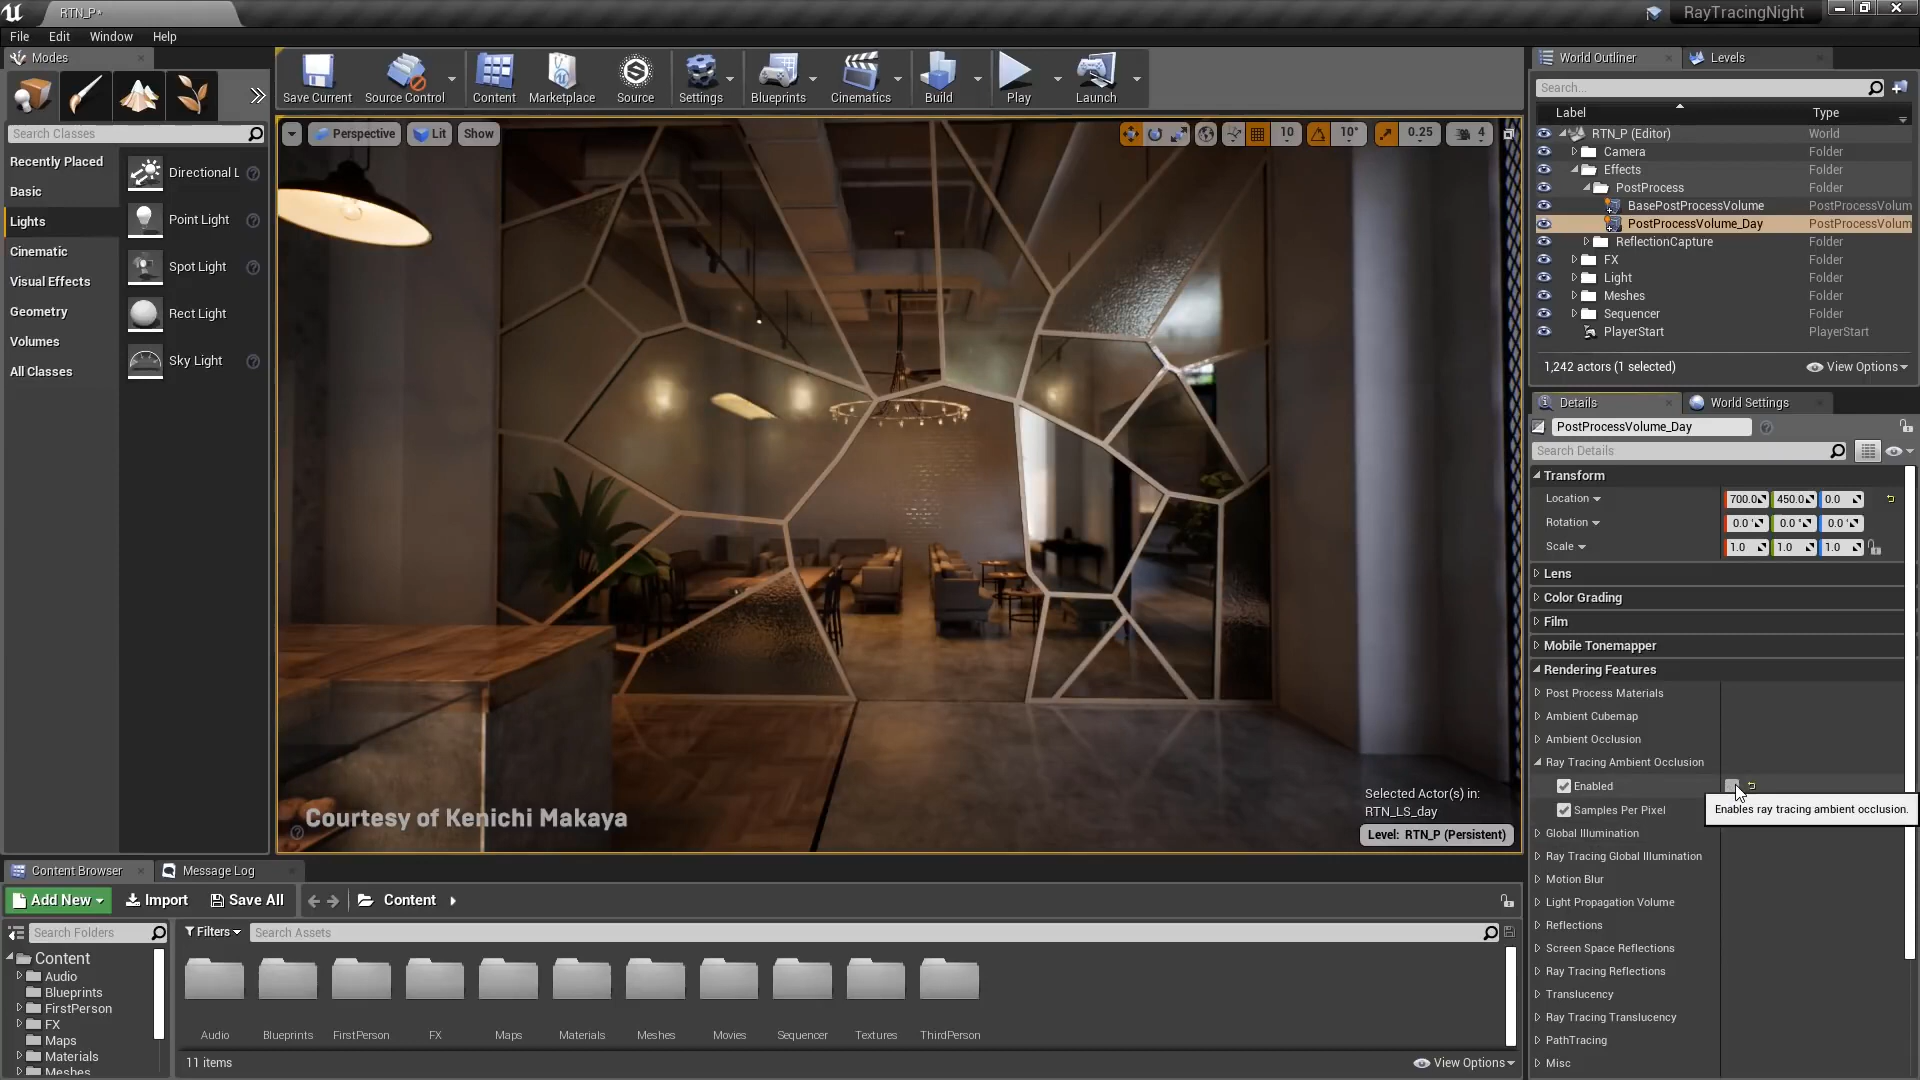 RTN_P*
RayTracingNight
File Edit Window Help
Modes
Save Current
Source Control
Content
Marketplace
Source
Settings
Blueprints
Cinematics
Build
Play
Launch
Search Classes
Recently Placed
Basic
Lights
Cinematic
Visual Effects
Geometry
Volumes
All Classes
Directional L
Point Light
Spot Light
Rect Light
Sky Light
Perspective
Lit
Show
10
10°
0.25
4
Courtesy of Kenichi Makaya
Selected Actor(s) in:
RTN_LS_day
Level: RTN_P (Persistent)
World Outliner
Levels
Search...
Label Type
RTN_P (Editor) World
Camera Folder
Effects Folder
PostProcess Folder
BasePostProcessVolume PostProcessVolum
PostProcessVolume_Day PostProcessVolum
ReflectionCapture Folder
FX Folder
Light Folder
Meshes Folder
Sequencer Folder
PlayerStart PlayerStart
1,242 actors (1 selected)
View Options
Details
World Settings
PostProcessVolume_Day
Search Details
Transform
Location 700.0 450.0 0.0
Rotation 0.0 ° 0.0 ° 0.0 °
Scale 1.0 1.0 1.0
Lens
Color Grading
Film
Mobile Tonemapper
Rendering Features
Post Process Materials
Ambient Cubemap
Ambient Occlusion
Ray Tracing Ambient Occlusion
Enabled
Enables ray tracing ambient occlusion.
Samples Per Pixel
Global Illumination
Ray Tracing Global Illumination
Motion Blur
Light Propagation Volume
Reflections
Screen Space Reflections
Ray Tracing Reflections
Translucency
Ray Tracing Translucency
PathTracing
Misc
Content Browser
Message Log
Add New
Import
Save All
Content
Search Folders
Filters
Search Assets
Content
Audio
Blueprints
FirstPerson
FX
Maps
Materials
Meshes
Audio
Blueprints
FirstPerson
FX
Maps
Materials
Meshes
Movies
Sequencer
Textures
ThirdPerson
11 items
View Options